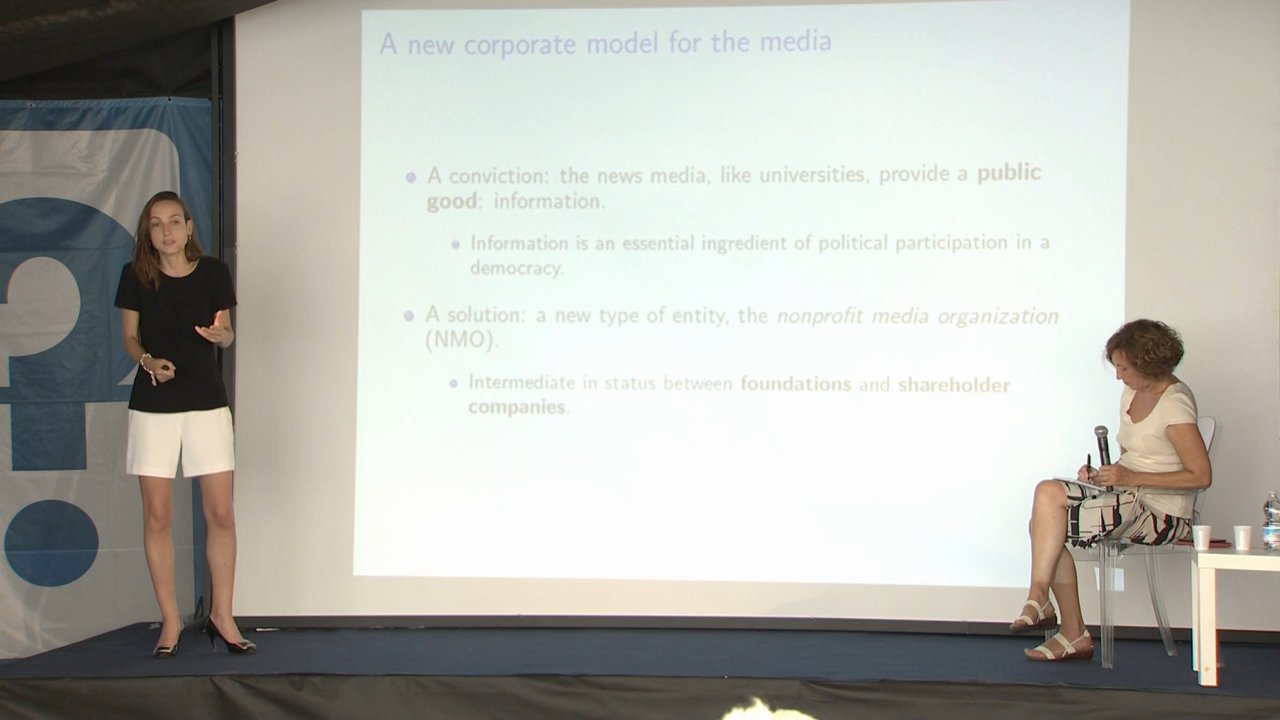 A new corporate model for the media
A conviction: the news media, like universities, provide a public
good: information.
Information is an essential ingredient of political participation in a
democracy.
A solution: a new type of entity, the nonprofit media organization
(NMO).
Intermediate in status between foundations and shareholder
companies.